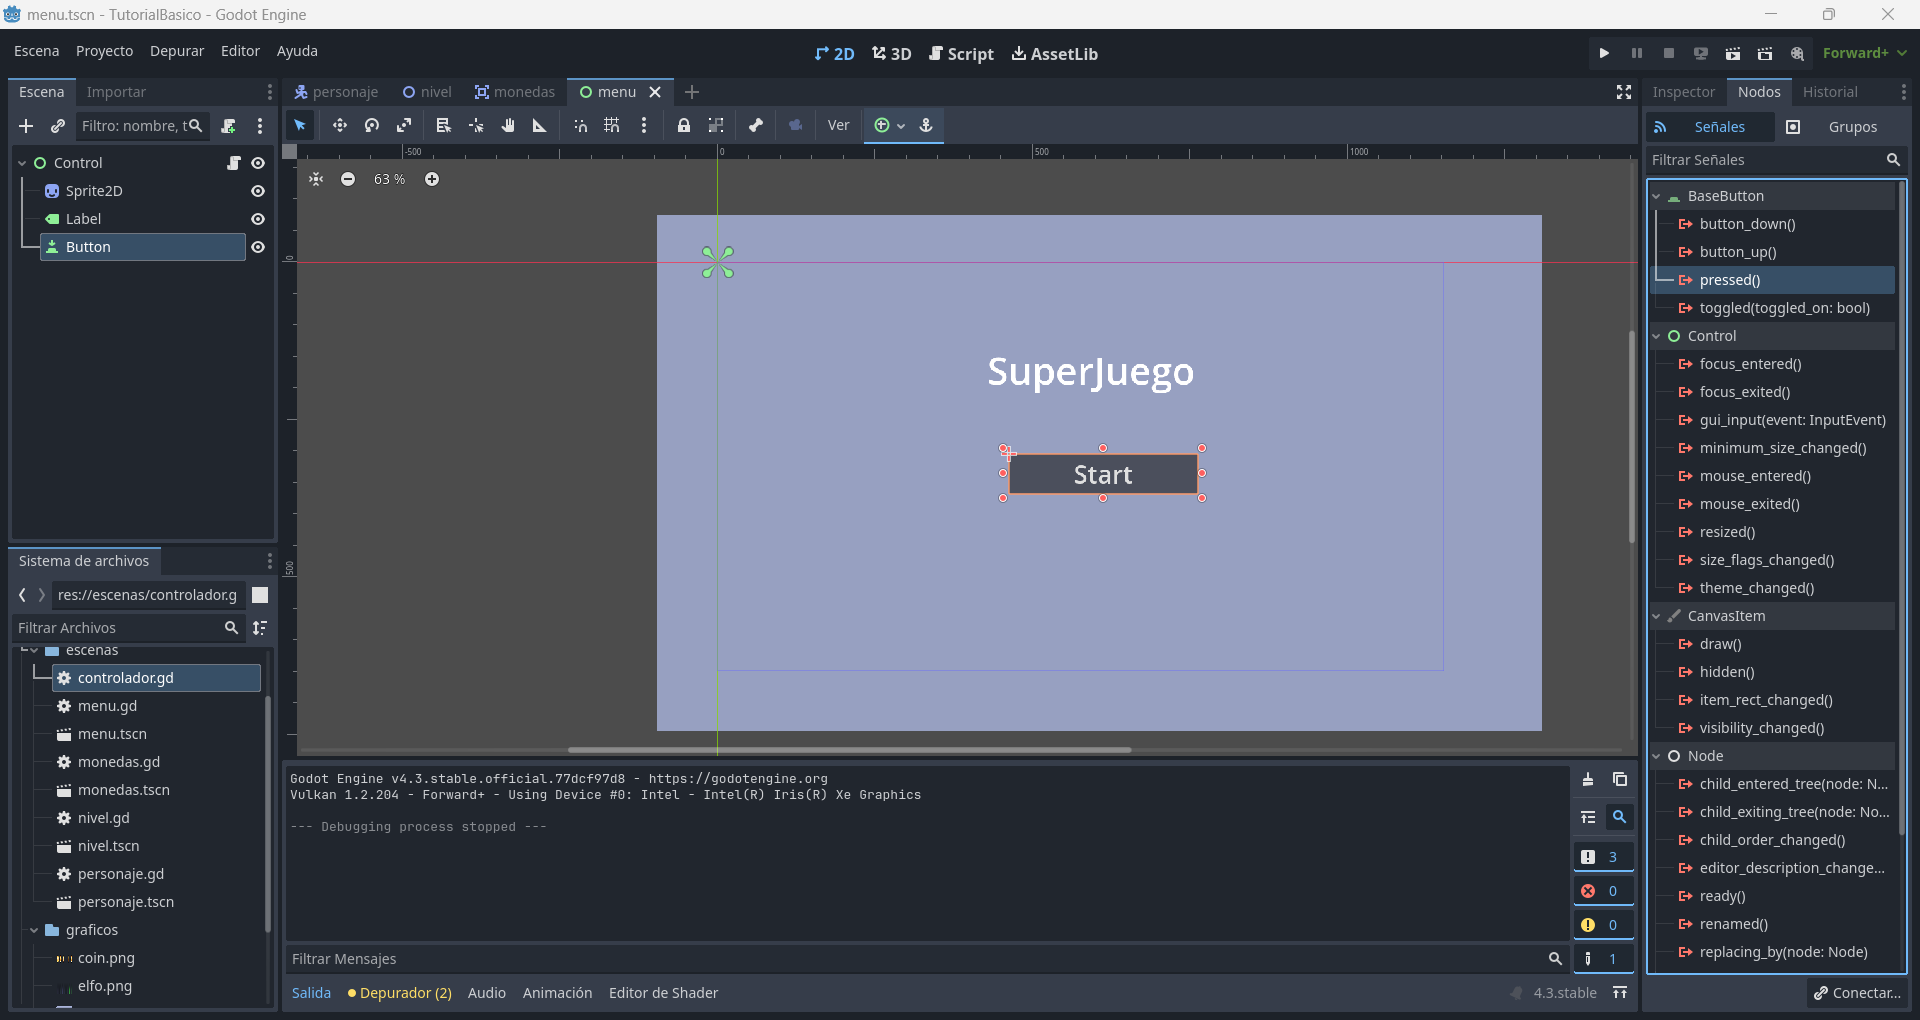 menu.tscn - TutorialBasico - Godot Engine
Escena Proyecto Depurar Editor Ayuda
2D 3D Script AssetLib
Forward+
Escena Importar
Filtro: nombre, t
Control
Sprite2D
Label
Button
Sistema de archivos
res://escenas/controlador.g
Filtrar Archivos
escenas
controlador.gd
menu.gd
menu.tscn
monedas.gd
monedas.tscn
nivel.gd
nivel.tscn
personaje.gd
personaje.tscn
graficos
coin.png
elfo.png
personaje nivel monedas menu
Ver
-500 0 500 1000
0
500
63 %
SuperJuego
Start
Godot Engine v4.3.stable.official.77dcf97d8 - https://godotengine.org
Vulkan 1.2.204 - Forward+ - Using Device #0: Intel - Intel(R) Iris(R) Xe Graphics
--- Debugging process stopped ---
3
0
0
1
Filtrar Mensajes
Salida Depurador (2) Audio Animación Editor de Shader
4.3.stable
Inspector Nodos Historial
Señales Grupos
Filtrar Señales
BaseButton
button_down()
button_up()
pressed()
toggled(toggled_on: bool)
Control
focus_entered()
focus_exited()
gui_input(event: InputEvent)
minimum_size_changed()
mouse_entered()
mouse_exited()
resized()
size_flags_changed()
theme_changed()
CanvasItem
draw()
hidden()
item_rect_changed()
visibility_changed()
Node
child_entered_tree(node: N...
child_exiting_tree(node: No...
child_order_changed()
editor_description_change...
ready()
renamed()
replacing_by(node: Node)
Conectar...